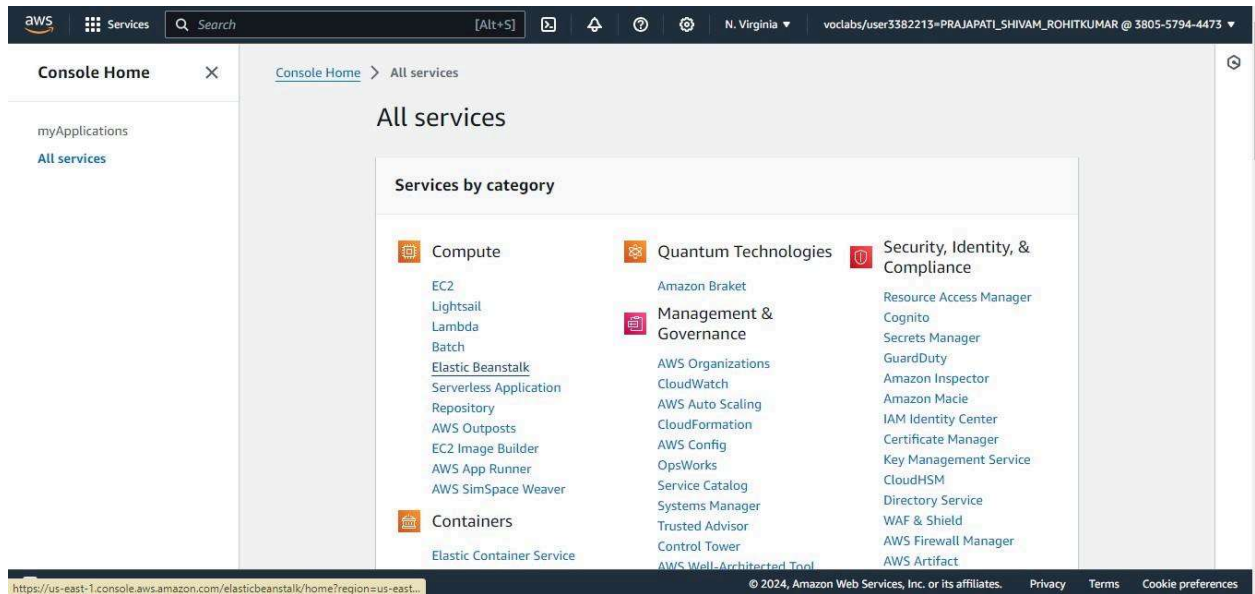 aws
Services
Search [Alt+S]
N. Virginia ▼
voclabs/user3382213=PRAJAPATI_SHIVAM_ROHITKUMAR @ 3805-5794-4473 ▼
Console Home
myApplications
All services
Console Home > All services
All services
Services by category
Compute
EC2
Lightsail
Lambda
Batch
Elastic Beanstalk
Serverless Application
Repository
AWS Outposts
EC2 Image Builder
AWS App Runner
AWS SimSpace Weaver
Containers
Elastic Container Service
Quantum Technologies
Amazon Braket
Management &
Governance
AWS Organizations
CloudWatch
AWS Auto Scaling
CloudFormation
AWS Config
OpsWorks
Service Catalog
Systems Manager
Trusted Advisor
Control Tower
AWS Well-Architected Tool
Security, Identity, &
Compliance
Resource Access Manager
Cognito
Secrets Manager
GuardDuty
Amazon Inspector
Amazon Macie
IAM Identity Center
Certificate Manager
Key Management Service
CloudHSM
Directory Service
WAF & Shield
AWS Firewall Manager
AWS Artifact
https://us-east-1.console.aws.amazon.com/elasticbeanstalk/home?region=us-east...
© 2024, Amazon Web Services, Inc. or its affiliates.
Privacy
Terms
Cookie preferences